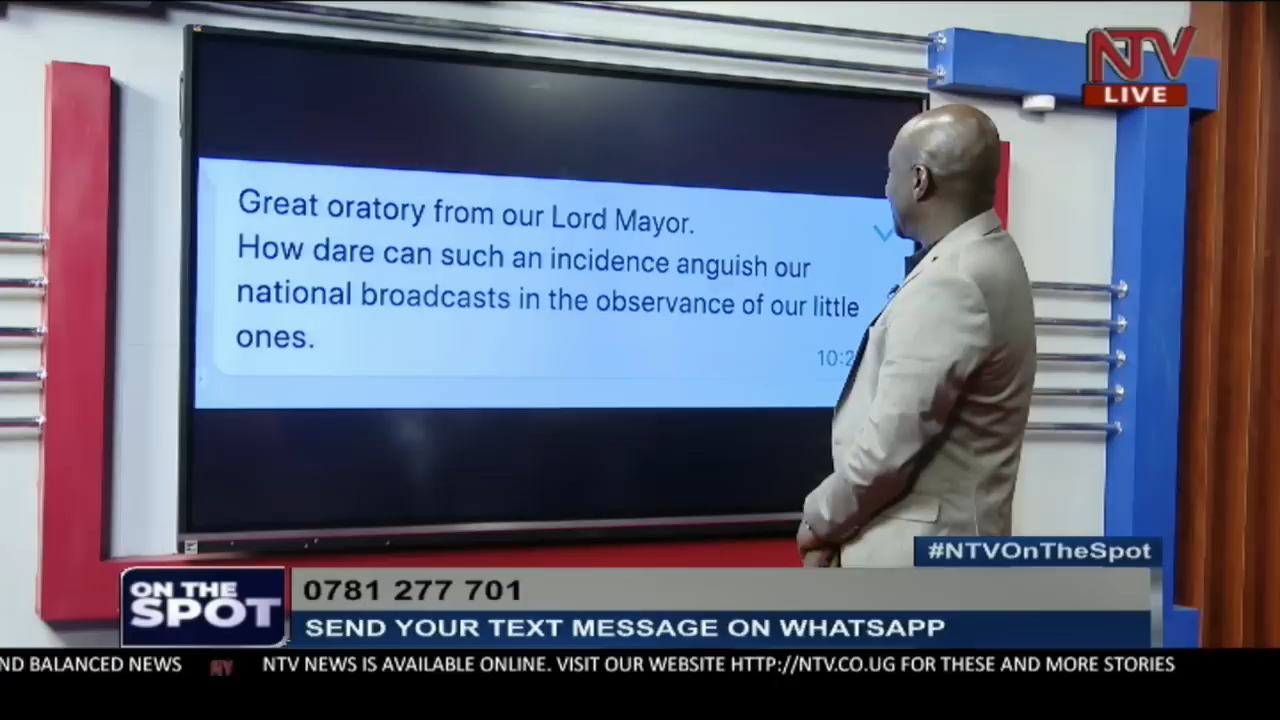 NTV
LIVE
Great oratory from our Lord Mayor.
How dare can such an incidence anguish our
national broadcasts in the observance of our little
ones.
#NTVOnTheSpot
ON THE
SPOT
0781 277 701
SEND YOUR TEXT MESSAGE ON WHATSAPP
BALANCED NEWS NTV NTV NEWS IS AVAILABLE ONLINE. VISIT OUR WEBSITE HTTP://NTV.CO.UG FOR THESE AND MORE STORIES